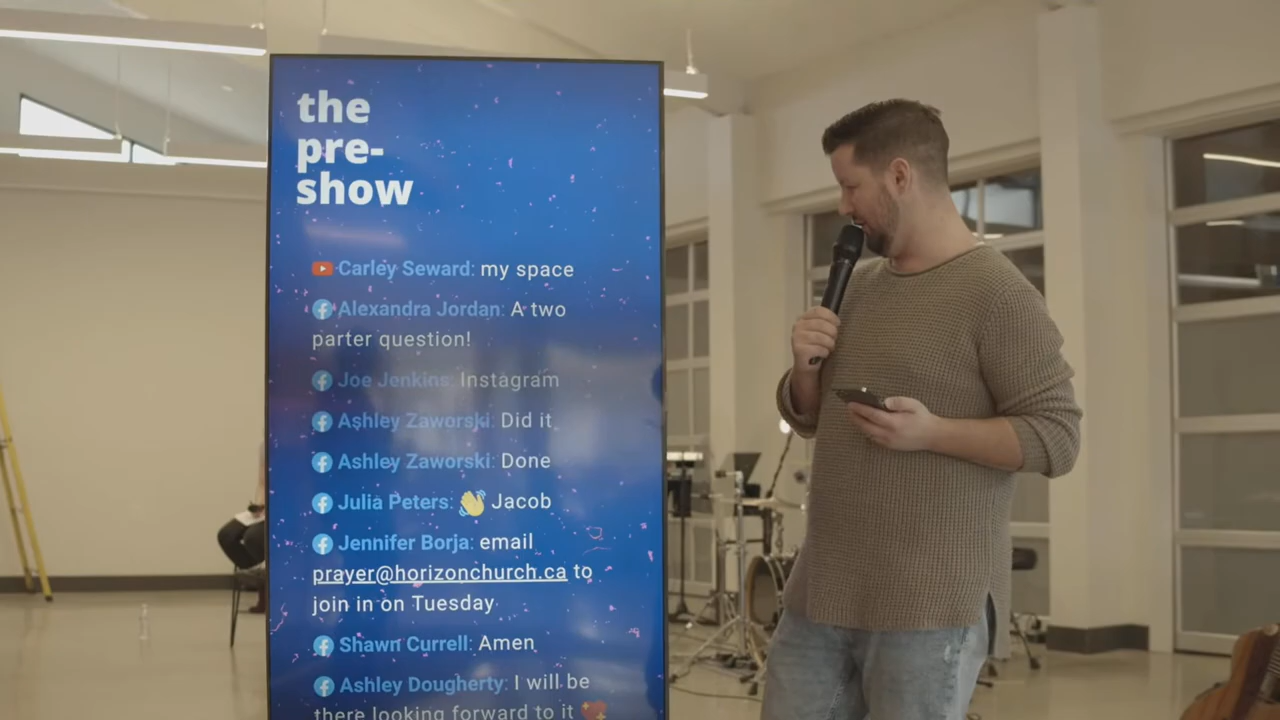 the
pre-
show
Carley Seward: my space
Alexandra Jordan: A two
parter question!
Joe Jenkins: Instagram
Ashley Zaworski: Did it
Ashley Zaworski: Done
Julia Peters: 👋 Jacob
Jennifer Borja: email
prayer@horizonchurch.ca to
join in on Tuesday
Shawn Currell: Amen
Ashley Dougherty: I will be
there looking forward to it 💖